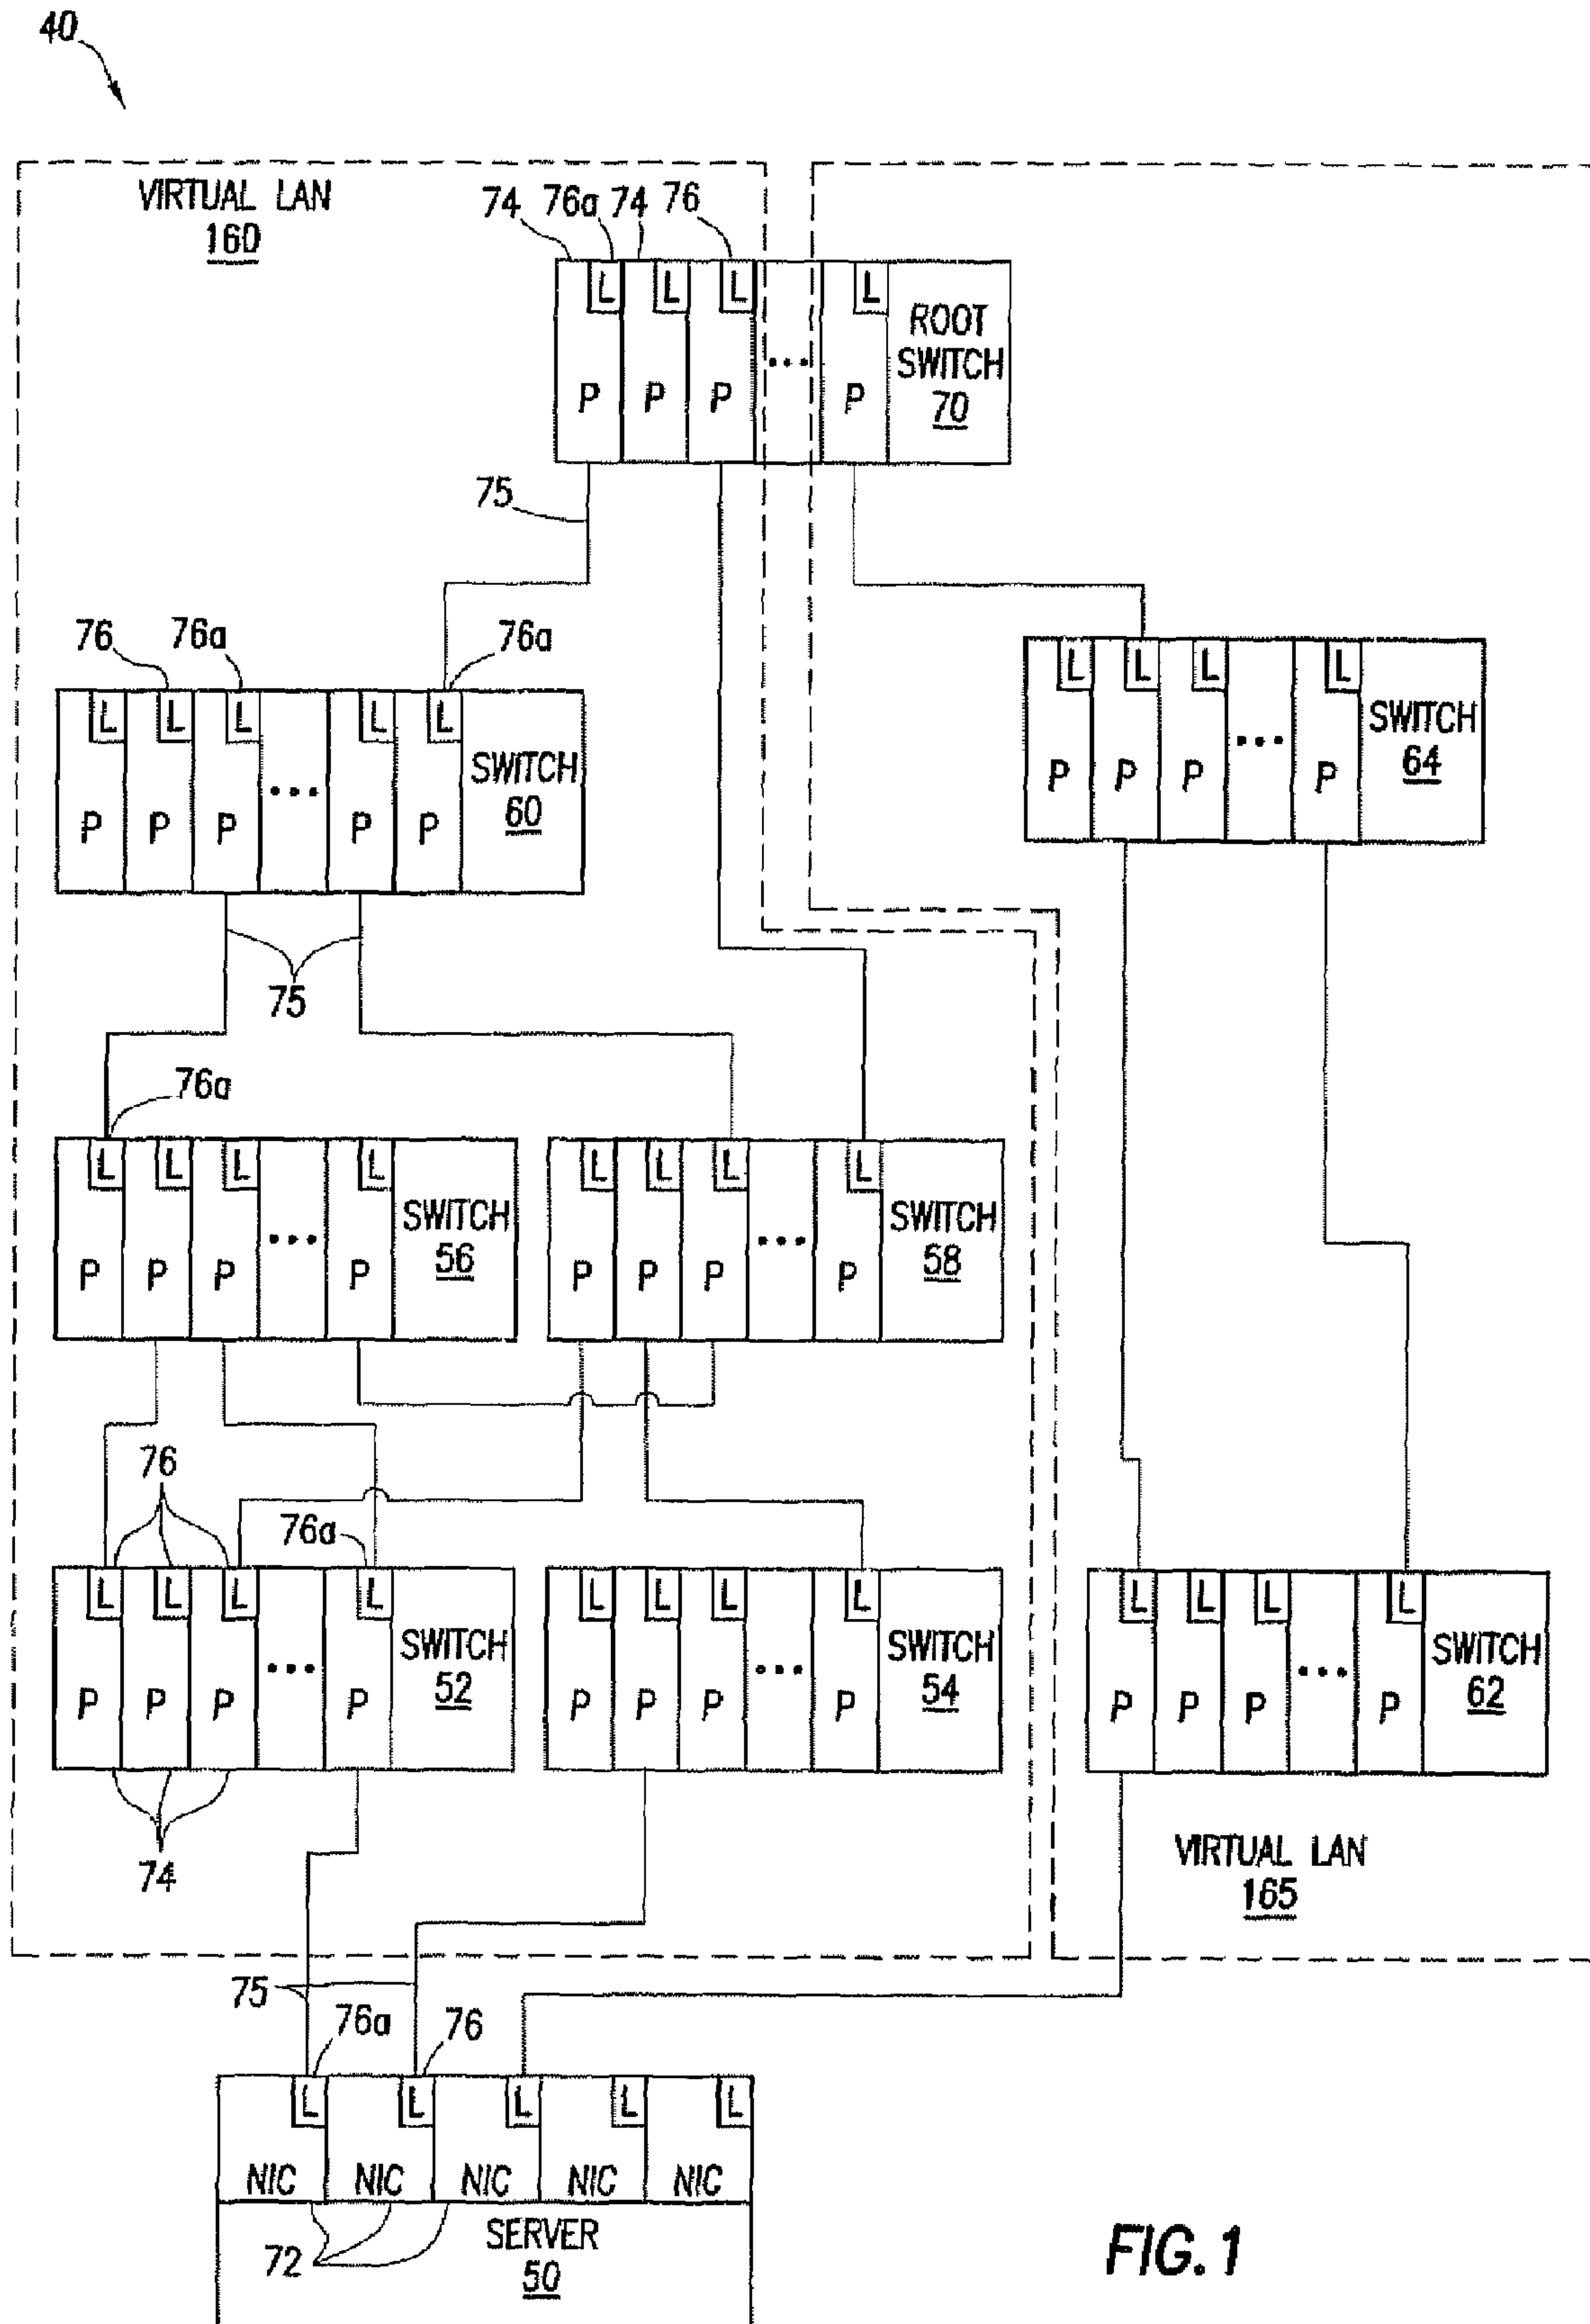 40
VIRTUAL LAN
160
74 76a 74 76
L L L L
ROOT
SWITCH
70
P P P ... P
75
76 76a 76a
L L L L L
SWITCH
60
P P P ... P P
L L L L
SWITCH
64
P P P ... P
75
76a
L L L L
SWITCH
56
P P P ... P
L L L L
SWITCH
58
P P P ... P
76
76a
L L L L
SWITCH
52
P P P ... P
L L L L
SWITCH
54
P P P ... P
L L L L
SWITCH
62
P P P ... P
74
VIRTUAL LAN
165
75
76a 76
L L L L L
NIC NIC NIC NIC NIC
72
SERVER
50
FIG. 1